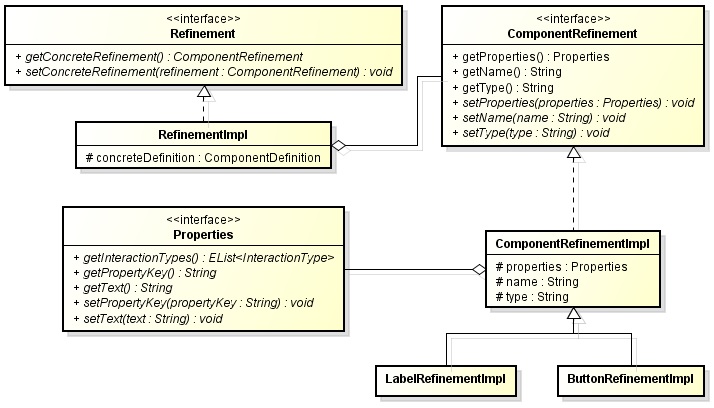 <<interface>>
Refinement
+ getConcreteRefinement() : ComponentRefinement
+ setConcreteRefinement(refinement : ComponentRefinement) : void
<<interface>>
ComponentRefinement
+ getProperties() : Properties
+ getName() : String
+ getType() : String
+ setProperties(properties : Properties) : void
+ setName(name : String) : void
+ setType(type : String) : void
RefinementImpl
# concreteDefinition : ComponentDefinition
<<interface>>
Properties
+ getInteractionTypes() : EList<InteractionType>
+ getPropertyKey() : String
+ getText() : String
+ setPropertyKey(propertyKey : String) : void
+ setText(text : String) : void
ComponentRefinementImpl
# properties : Properties
# name : String
# type : String
LabelRefinementImpl
ButtonRefinementImpl